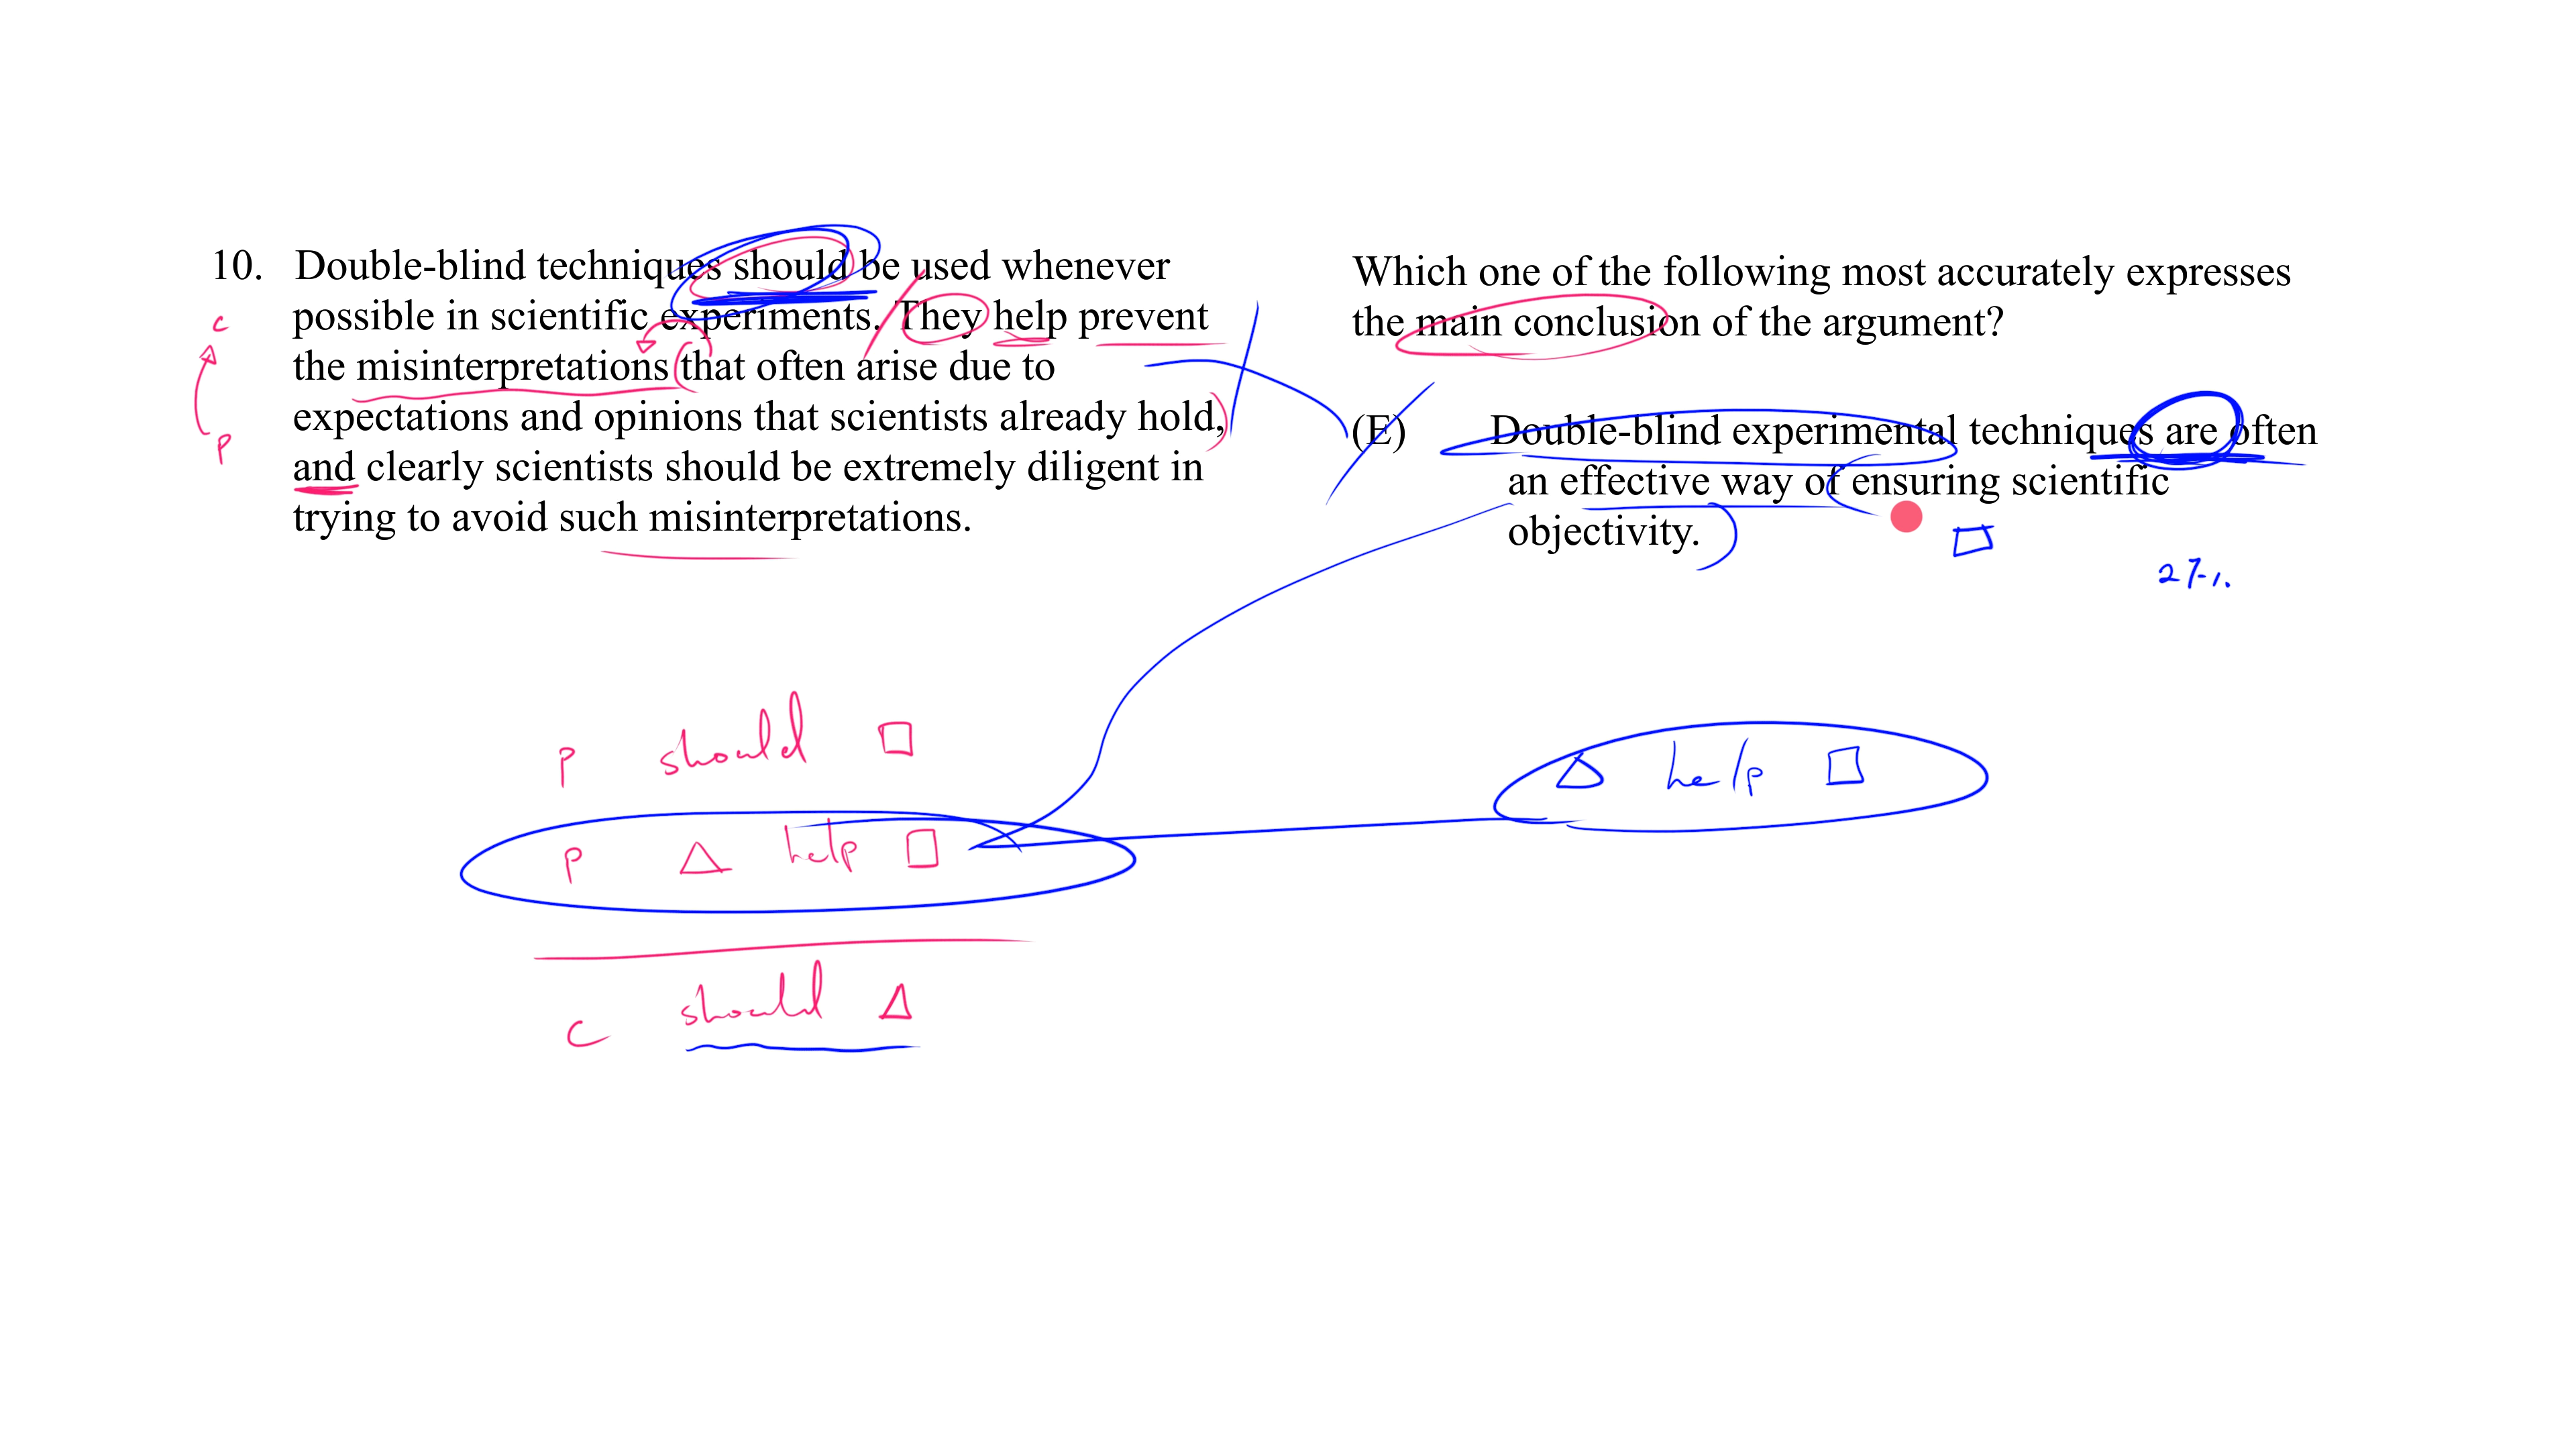 10. Double-blind techniques should be used whenever
possible in scientific experiments. They help prevent
the misinterpretations that often arise due to
expectations and opinions that scientists already hold,
and clearly scientists should be extremely diligent in
trying to avoid such misinterpretations.
C
P
Which one of the following most accurately expresses
the main conclusion of the argument?
(E) Double-blind experimental techniques are often
an effective way of ensuring scientific
objectivity.
27%
P should □
P △ help □
C should △
△ help □